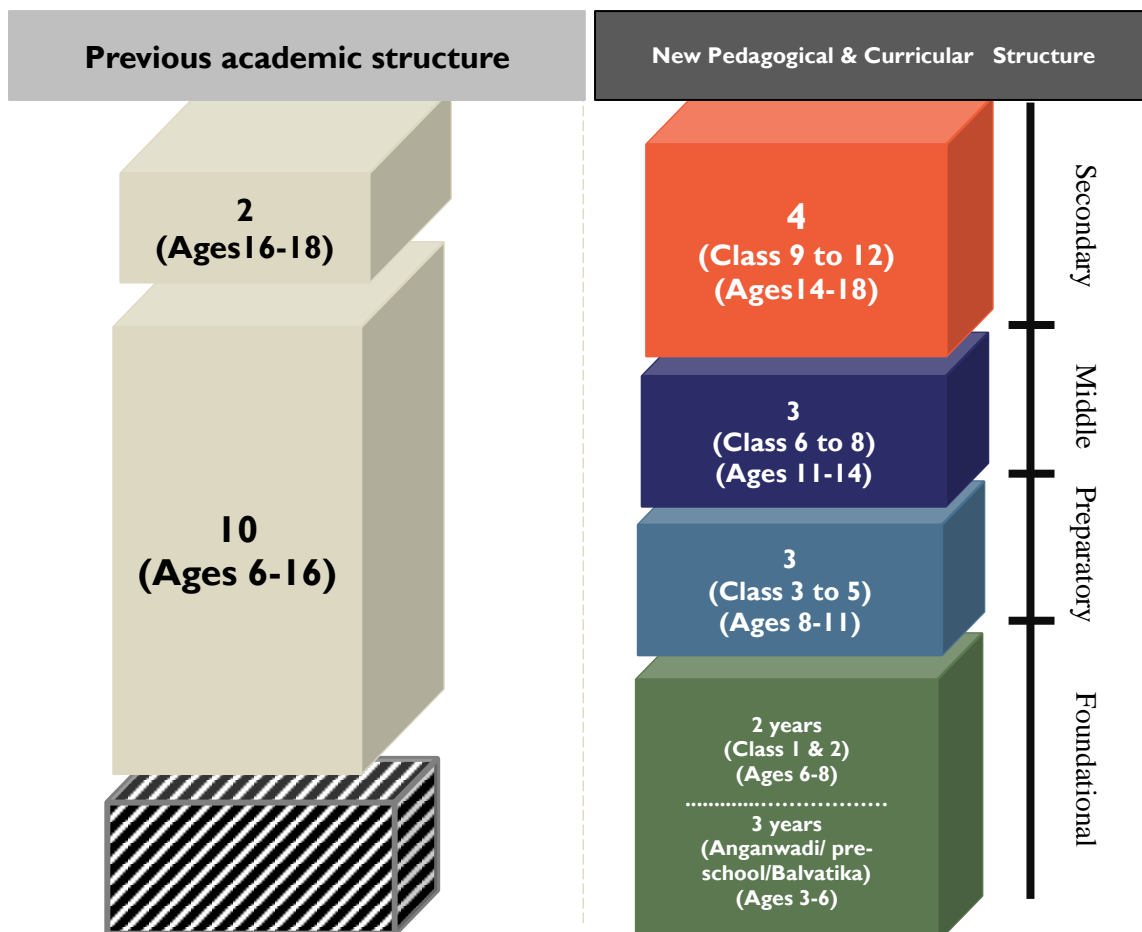 Previous academic structure
2
(Ages16-18)
10
(Ages 6-16)
New Pedagogical & Curricular Structure
4
(Class 9 to 12)
(Ages14-18)
3
(Class 6 to 8)
(Ages 11-14)
3
(Class 3 to 5)
(Ages 8-11)
2 years
(Class 1 & 2)
(Ages 6-8)
.................................
3 years
(Anganwadi/ pre-
school/Balvatika)
(Ages 3-6)
Secondary
Middle
Preparatory
Foundational